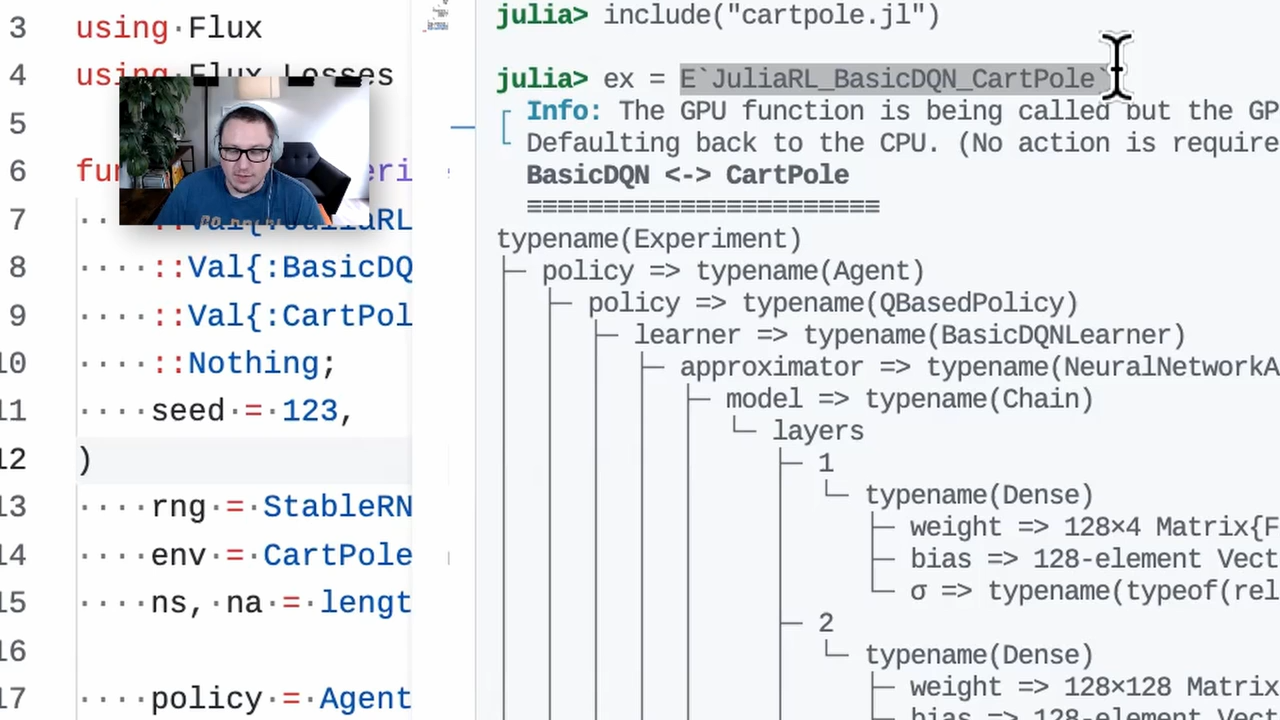 3 using·Flux
4 using·Flux.Losses
5
6
7
8 ····::Val{:BasicDQ
9 ····::Val{:CartPol
10 ····::Nothing;
11 ····seed·=·123,
12 )
13 ····rng·=·StableRN
14 ····env·=·CartPole
15 ····ns,·na·=·lengt
16
17 ····policy·=·Agent
julia> include("cartpole.jl")
julia> ex = E`JuliaRL_BasicDQN_CartPole`
┌ Info: The GPU function is being called but the GP
└ Defaulting back to the CPU. (No action is require
BasicDQN <-> CartPole
═══════════════════════
typename(Experiment)
├─ policy => typename(Agent)
│ ├─ policy => typename(QBasedPolicy)
│ │ ├─ learner => typename(BasicDQNLearner)
│ │ │ ├─ approximator => typename(NeuralNetworkA
│ │ │ │ ├─ model => typename(Chain)
│ │ │ │ │ └─ layers
│ │ │ │ │ ├─ 1
│ │ │ │ │ │ └─ typename(Dense)
│ │ │ │ │ │ ├─ weight => 128×4 Matrix{F
│ │ │ │ │ │ ├─ bias => 128-element Vect
│ │ │ │ │ │ └─ σ => typename(typeof(rel
│ │ │ │ │ ├─ 2
│ │ │ │ │ │ └─ typename(Dense)
│ │ │ │ │ │ ├─ weight => 128×128 Matrix
│ │ │ │ │ │ ├─ bias => 128-element Vect